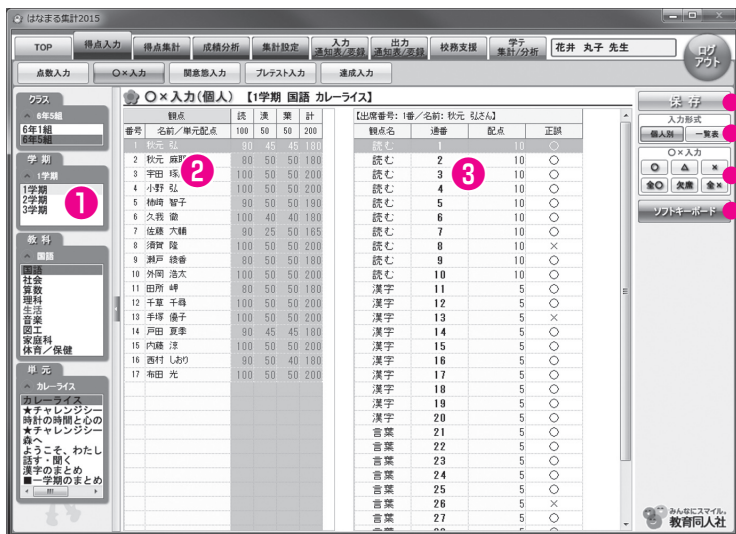 はなまる集計2015
TOP 得点入力 得点集計 成績分析 集計設定 入力 通知表/要録 出力 通知表/要録 校務支援 学テ 集計/分析 花井 丸子 先生 ログアウト
点数入力 ○×入力 関意態入力 プレテスト入力 達成入力
クラス
6年5組
6年1組
6年5組
学 期
1学期
1学期
2学期
3学期
1
教 科
国語
国語
社会
算数
理科
生活
音楽
図工
家庭科
体育/保健
単 元
カレーライス
カレーライス
★チャレンジシー
時計の時間と心の
★チャレンジシー
森へ
ようこそ、わたし
話す・聞く
漢字のまとめ
■一学期のまとめ
○×入力(個人) 【1学期 国語 カレーライス】
観点 読 漢 葉 計
番号 名前/単元配点 100 50 50 200
1 秋元 弘 90 45 45 180
2 秋元 麻耶 80 50 50 180
3 宇田 琢 100 50 50 200
4 小野 弘 100 50 50 200
5 柿崎 智子 90 50 50 190
6 久我 徹 100 40 40 180
7 佐藤 大輔 90 25 50 165
8 須賀 隆 100 50 50 200
9 瀬戸 綾香 80 50 50 180
10 外岡 浩太 100 50 50 200
11 田所 岬 80 50 50 180
12 千草 千尋 100 50 50 200
13 手塚 優子 100 50 50 200
14 戸田 夏季 90 45 45 180
15 内藤 涼 100 50 50 200
16 西村 しおり 90 50 40 180
17 布田 光 100 50 50 200
2
【出席番号: 1番/名前: 秋元 弘さん】
観点名 通番 配点 正誤
読む 1 10 ○
読む 2 10 ○
読む 3 10 ○
読む 4 10 ○
読む 5 10 ○
読む 6 10 ○
読む 7 10 ○
読む 8 10 ×
読む 9 10 ○
読む 10 10 ○
漢字 11 5 ○
漢字 12 5 ○
漢字 13 5 ×
漢字 14 5 ○
漢字 15 5 ○
漢字 16 5 ○
漢字 17 5 ○
漢字 18 5 ○
漢字 19 5 ○
漢字 20 5 ○
言葉 21 5 ○
言葉 22 5 ○
言葉 23 5 ○
言葉 24 5 ○
言葉 25 5 ○
言葉 26 5 ×
言葉 27 5 ○
3
保 存
入力形式
個人別 一覧表
○×入力
○ △ ×
全○ 欠席 全×
ソフトキーボード
みんなにスマイル。
教育同人社